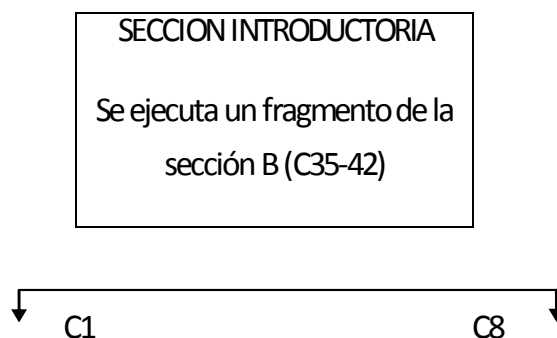 SECCION INTRODUCTORIA
Se ejecuta un fragmento de la
sección B (C35-42)
C1 C8